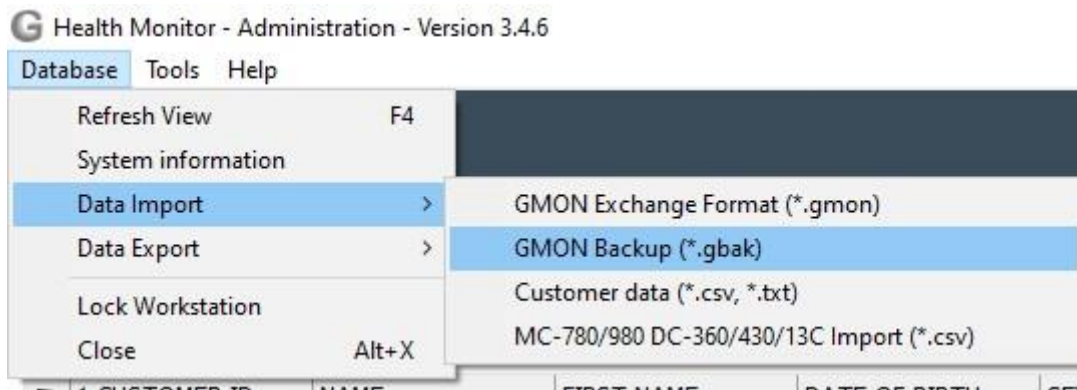 G Health Monitor - Administration - Version 3.4.6
Database Tools Help
Refresh View F4
System information
Data Import >
GMON Exchange Format (*.gmon)
Data Export >
GMON Backup (*.gbak)
Customer data (*.csv, *.txt)
Lock Workstation
MC-780/980 DC-360/430/13C Import (*.csv)
Close Alt+X
CUSTOMER ID NAME FIRST NAME DATE OF BIRTH